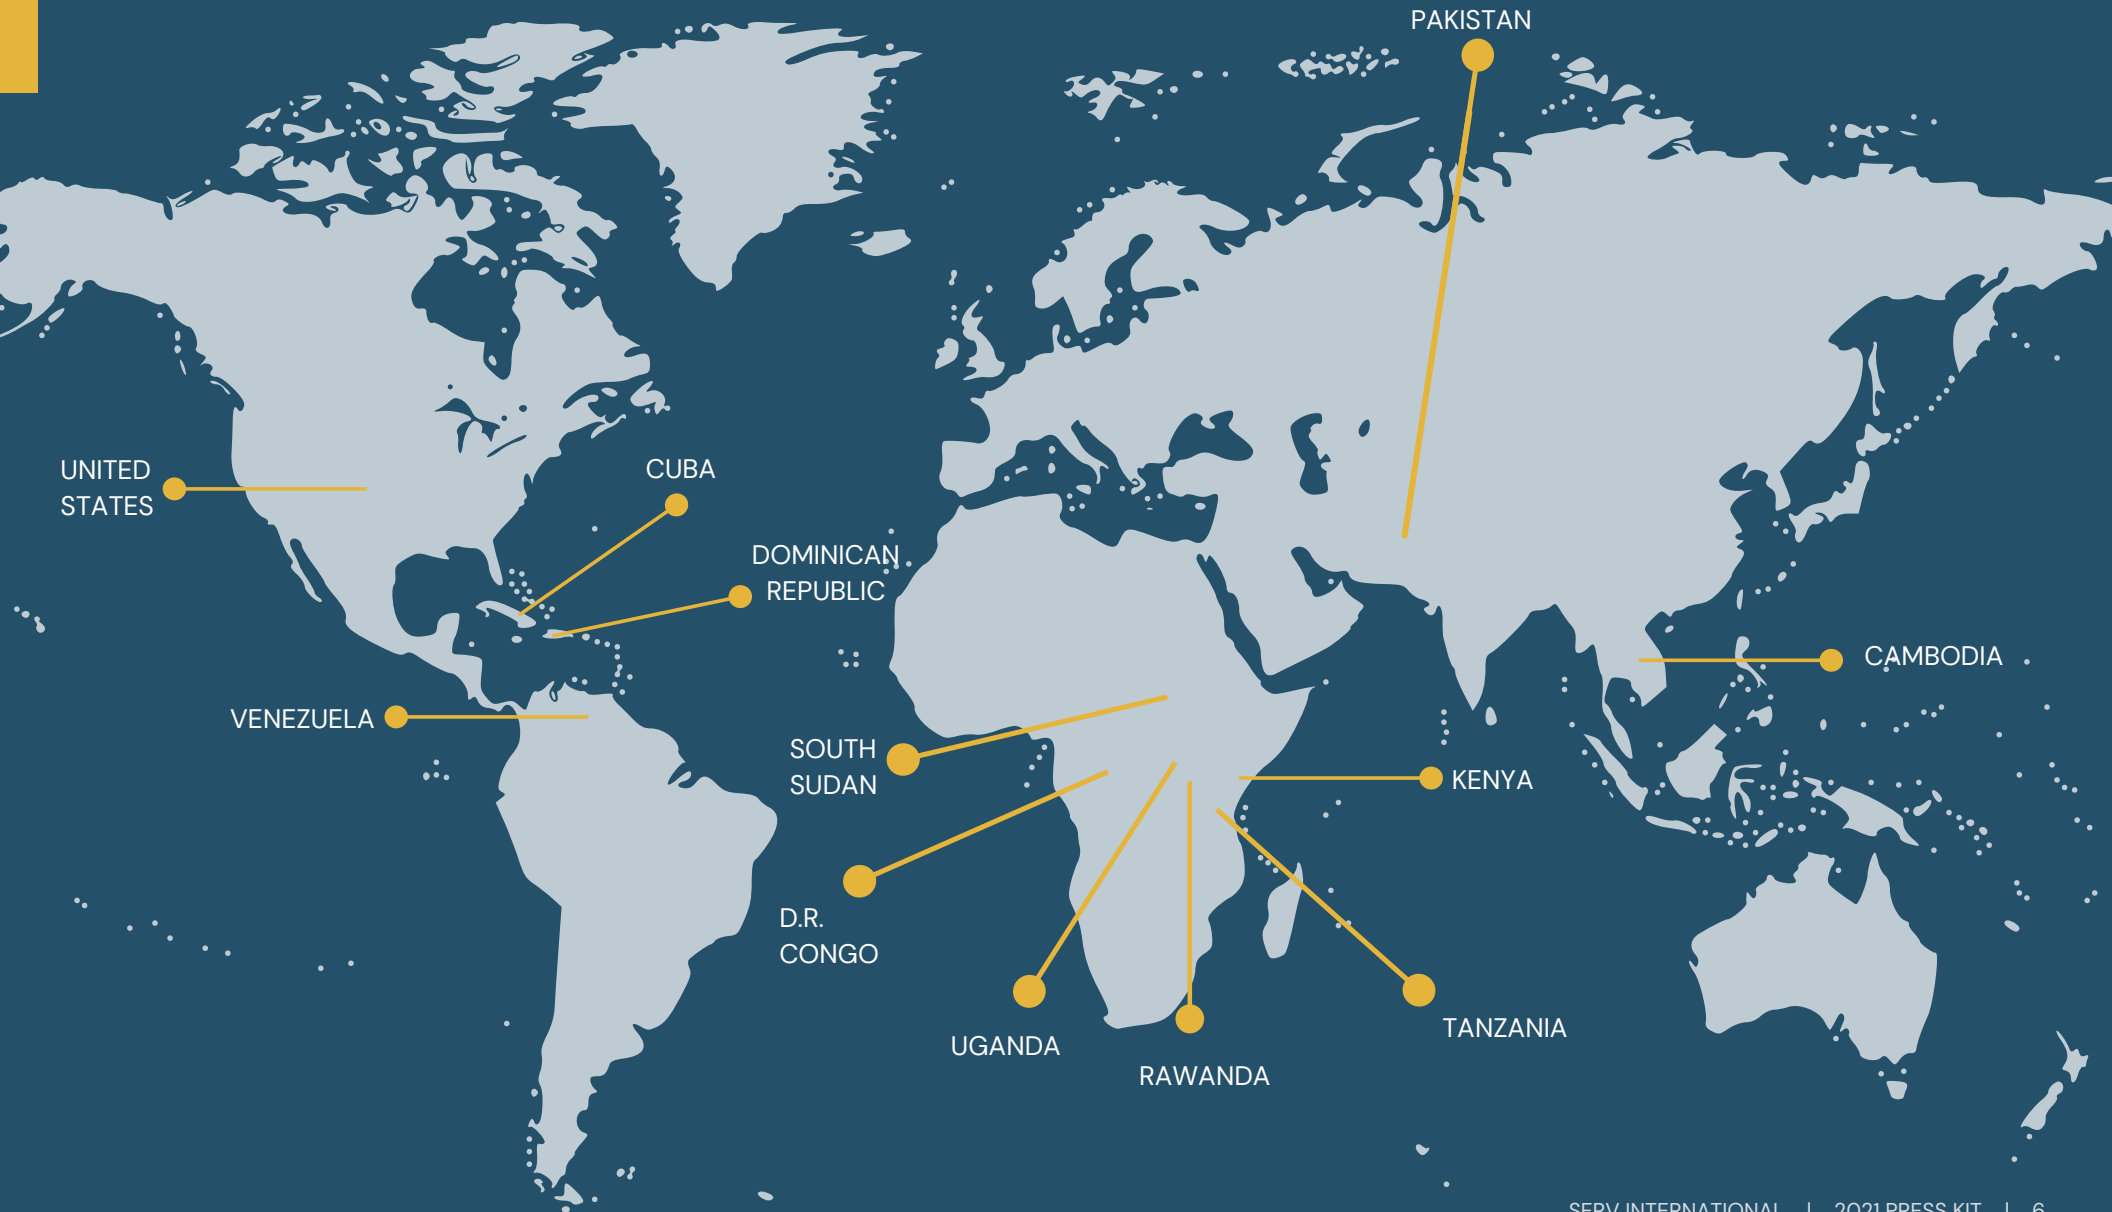 PAKISTAN
UNITED
STATES
CUBA
DOMINICAN
REPUBLIC
CAMBODIA
VENEZUELA
SOUTH
SUDAN
KENYA
D.R.
CONGO
UGANDA
TANZANIA
RAWANDA
SERV INTERNATIONAL | 2021 PRESS KIT | 6